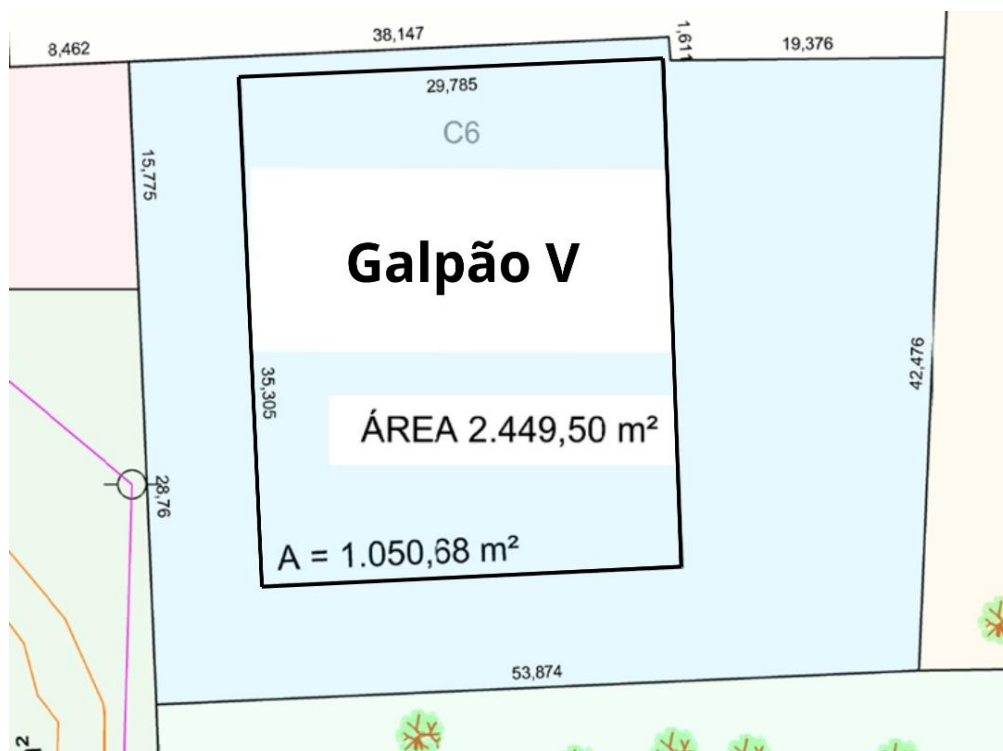 8,462
38,147
1,611
19,376
29,785
C6
15,775
Galpão V
42,476
35,305
ÁREA 2.449,50 m²
28,76
A = 1.050,68 m²
53,874